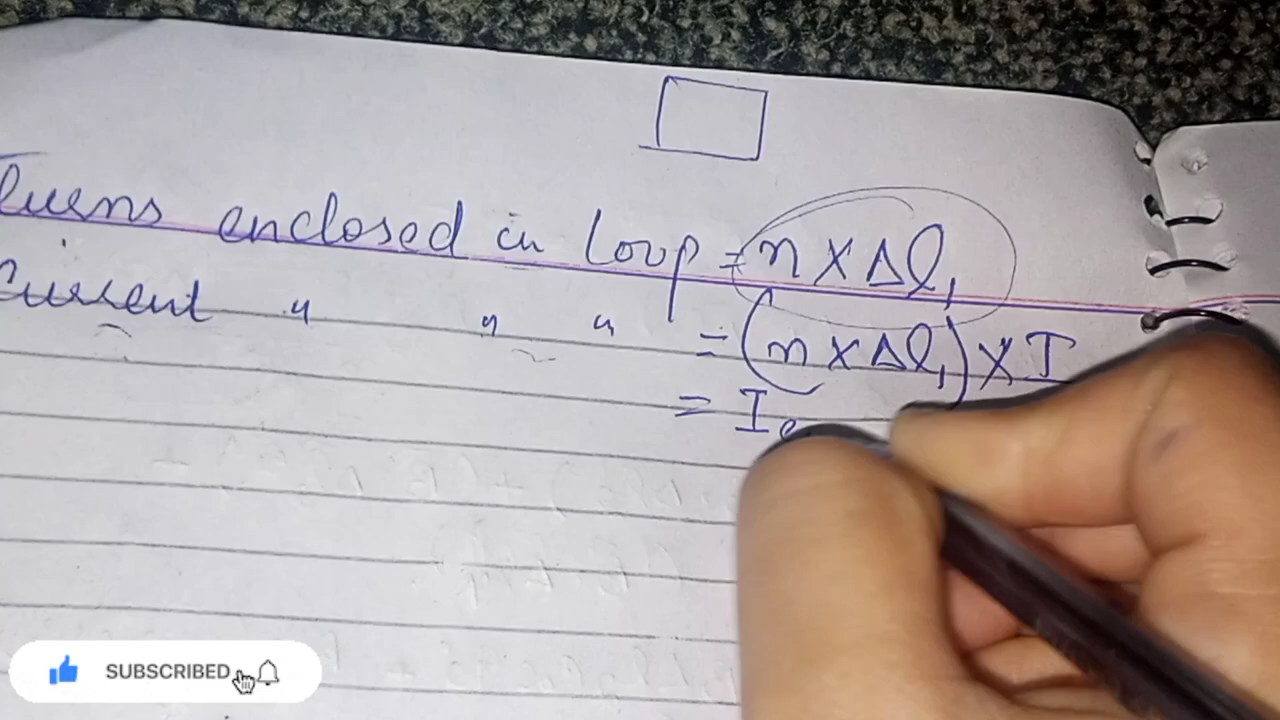 Turns enclosed in loop = n × Δl₁
Current " " " = (n × Δl₁) × I
= Ie
SUBSCRIBED